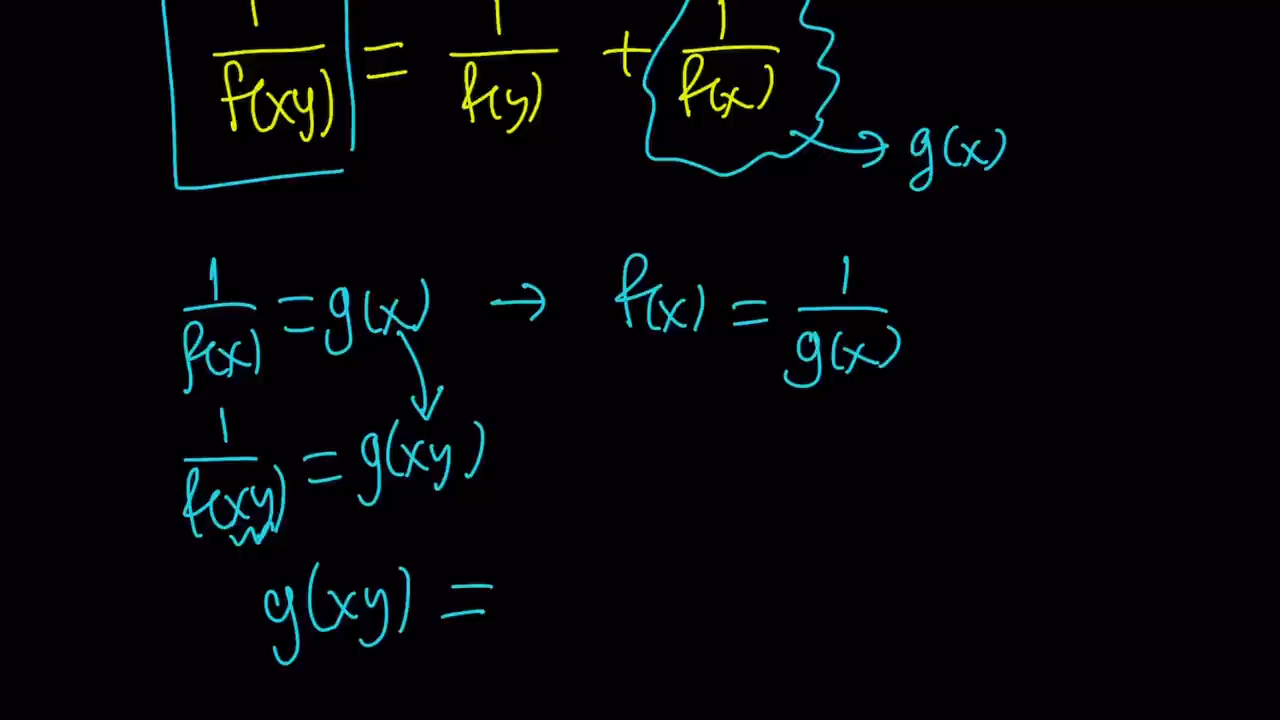 1/f(xy) = 1/f(y) + 1/f(x) → g(x)
1/f(x) = g(x) → f(x) = 1/g(x)
1/f(xy) = g(xy)
g(xy) =